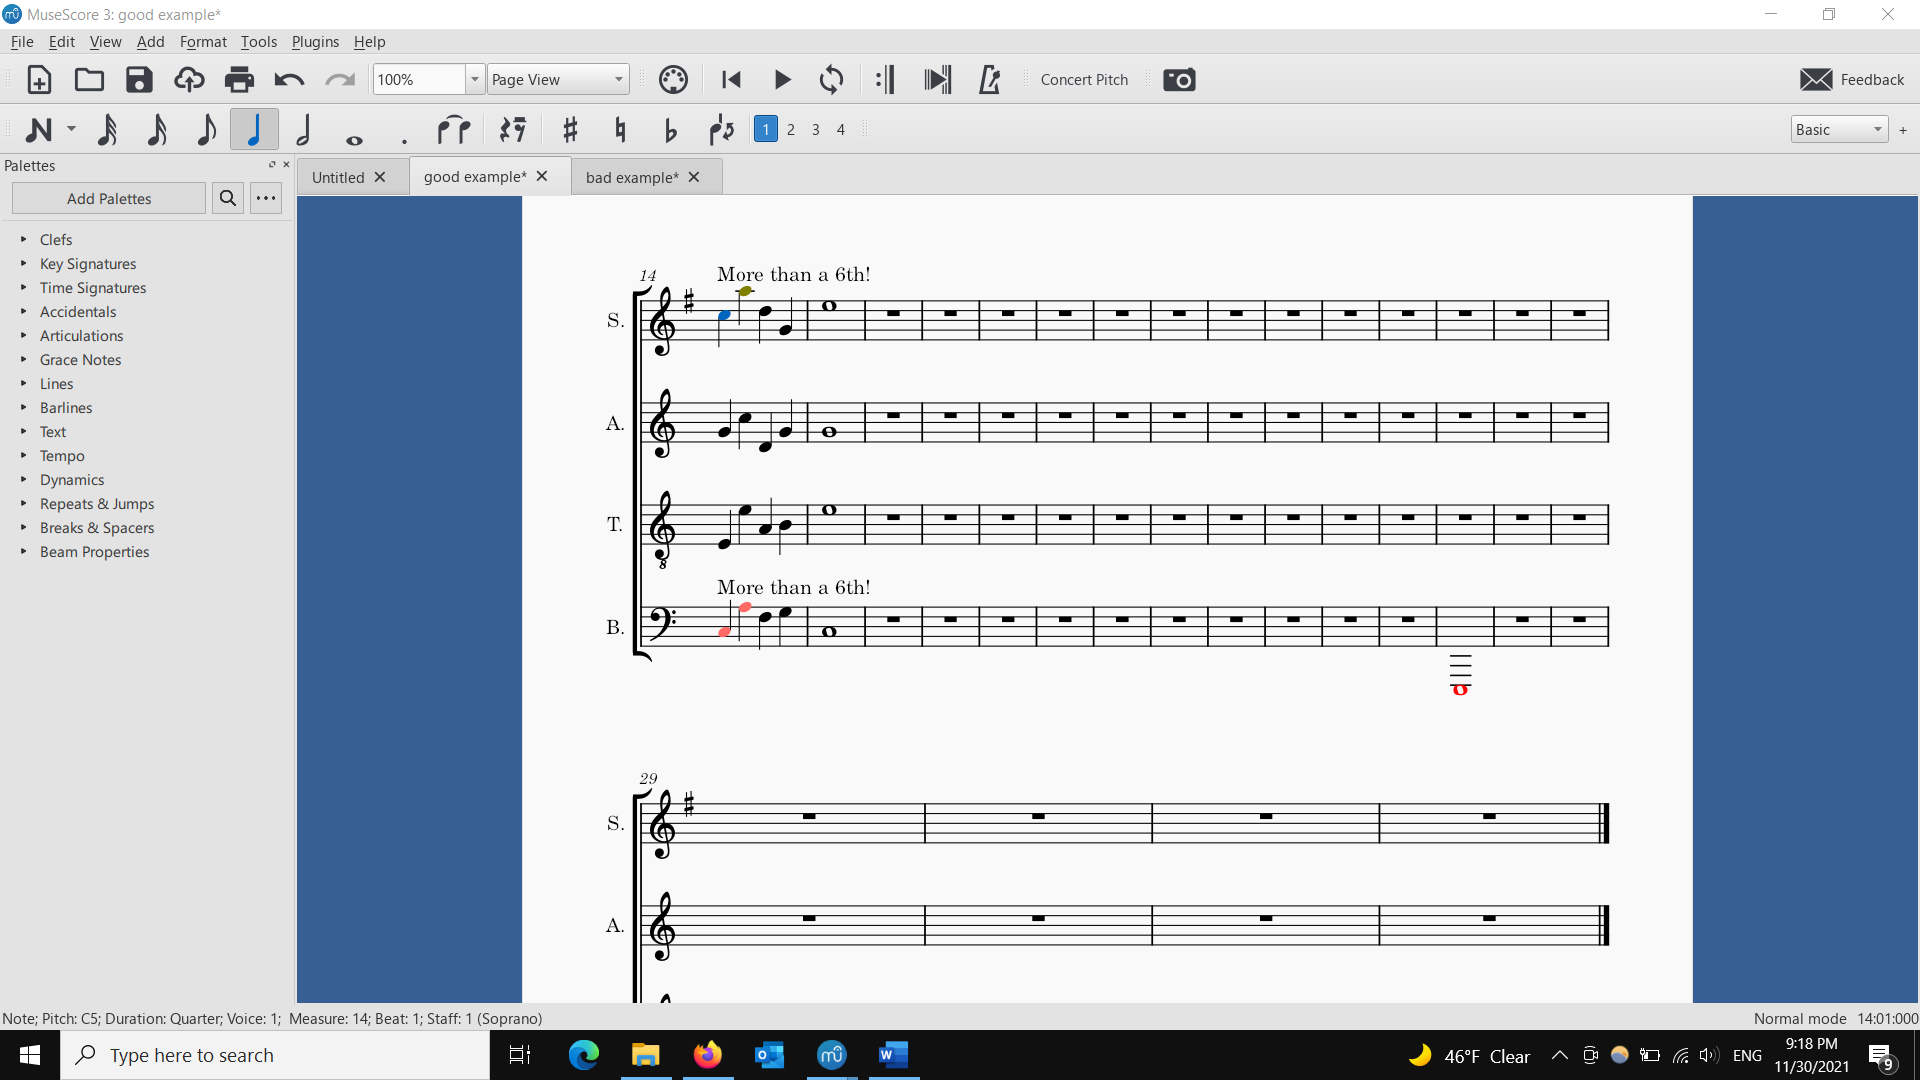 MuseScore 3: good example*
File Edit View Add Format Tools Plugins Help
100% Page View Concert Pitch Feedback
1 2 3 4 Basic +
Palettes
Untitled good example* bad example*
Add Palettes
Clefs
Key Signatures
Time Signatures
Accidentals
Articulations
Grace Notes
Lines
Barlines
Text
Tempo
Dynamics
Repeats & Jumps
Breaks & Spacers
Beam Properties
14 More than a 6th!
S.
A.
T.
8
More than a 6th!
B.
29
S.
A.
Note; Pitch: C5; Duration: Quarter; Voice: 1; Measure: 14; Beat: 1; Staff: 1 (Soprano) Normal mode 14:01:000
Type here to search
46°F Clear ENG 9:18 PM
11/30/2021 9